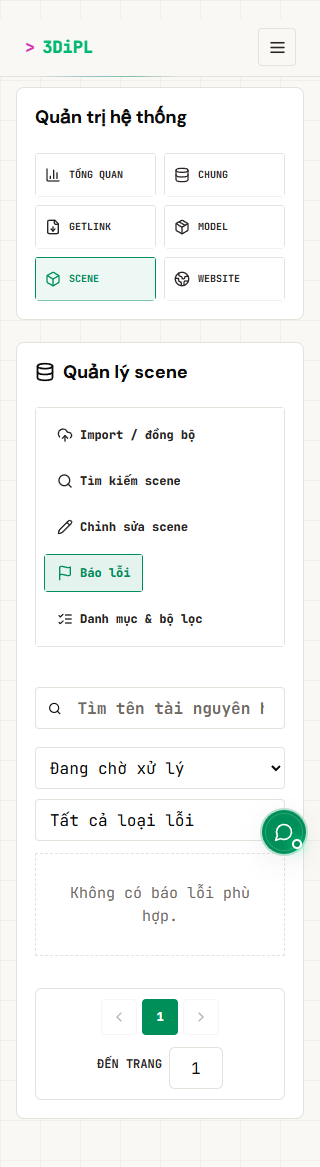 > 3DiPL
Quản trị hệ thống
TỔNG QUAN
CHUNG
GETLINK
MODEL
SCENE
WEBSITE
Quản lý scene
Import / đồng bộ
Tìm kiếm scene
Chỉnh sửa scene
Báo lỗi
Danh mục & bộ lọc
Tìm tên tài nguyên
Đang chờ xử lý
Tất cả loại lỗi
Không có báo lỗi phù
hợp.
1
ĐẾN TRANG
1